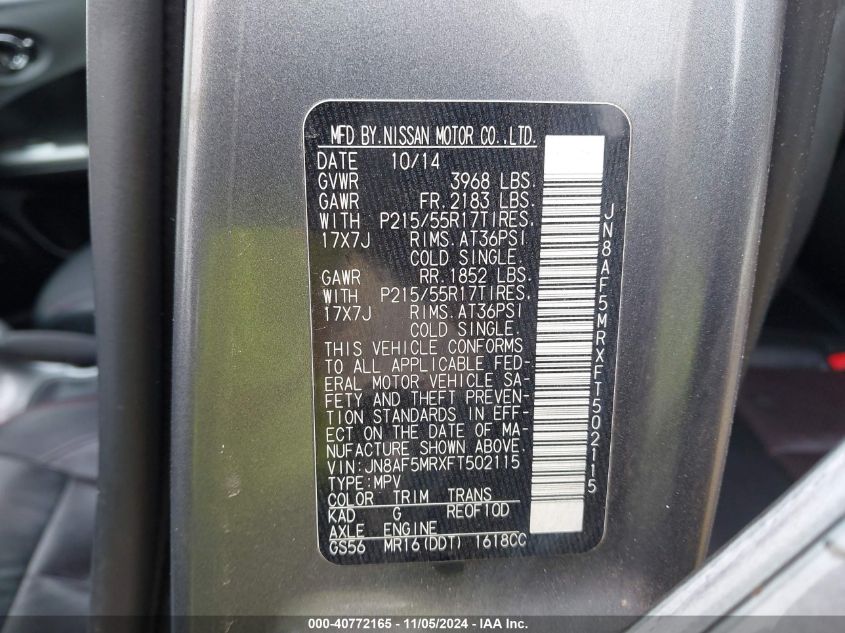 MFD BY.NISSAN MOTOR CO.,LTD.
DATE 10/14
GVWR 3968 LBS.
GAWR FR.2183 LBS.
WITH P215/55R17TIRES.
17X7J RIMS.AT36PSI
COLD SINGLE.
GAWR RR.1852 LBS.
WITH P215/55R17TIRES.
17X7J RIMS.AT36PSI
COLD SINGLE.
THIS VEHICLE CONFORMS
TO ALL APPLICABLE FED-
ERAL MOTOR VEHICLE SA-
FETY AND THEFT PREVEN-
TION STANDARDS IN EFF-
ECT ON THE DATE OF MA-
NUFACTURE SHOWN ABOVE.
VIN:JN8AF5MRXFT502115
TYPE:MPV
COLOR TRIM TRANS
KAD G REOF10D
AXLE ENGINE
GS56 MR16(DDT) 1618CC
JN8AF5MRXFT502115
000-40772165 - 11/05/2024 - IAA Inc.